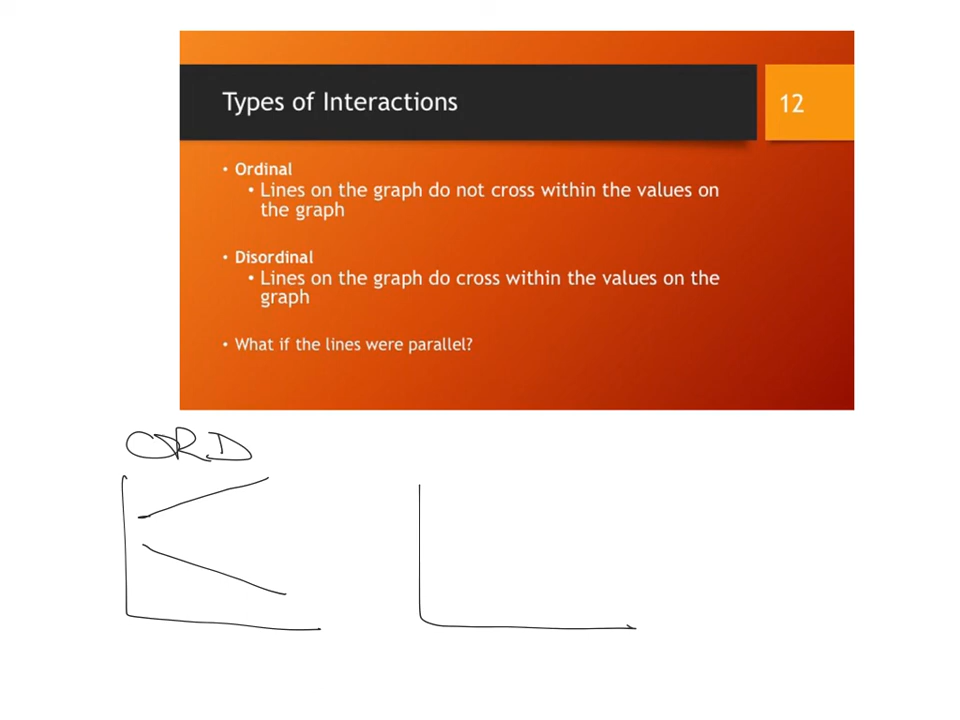 Types of Interactions
12
• Ordinal
• Lines on the graph do not cross within the values on
the graph
• Disordinal
• Lines on the graph do cross within the values on the
graph
• What if the lines were parallel?
ORD